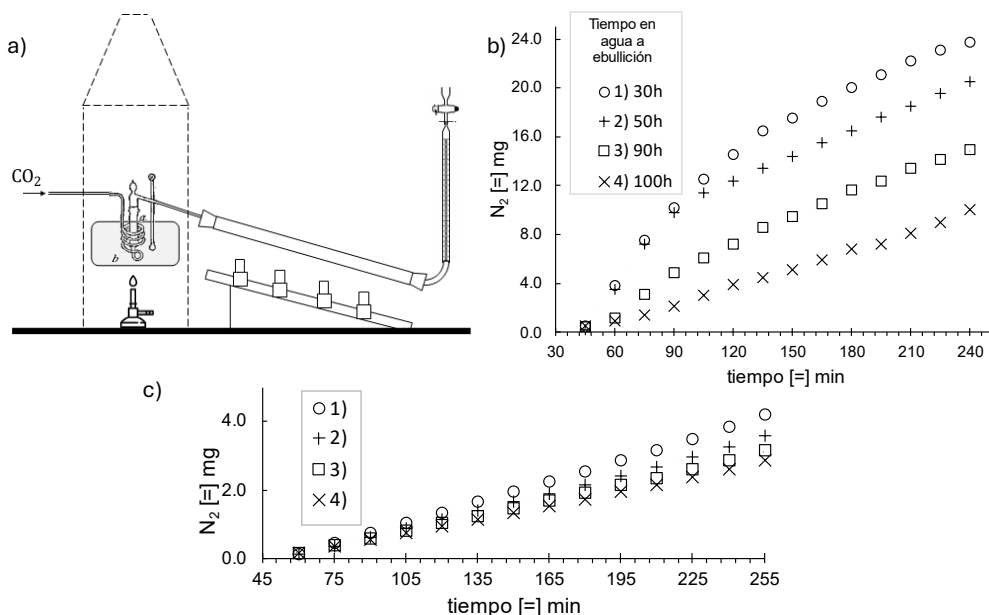 a)
CO₂
a
b
b)
Tiempo en
agua a
ebullición
1) 30h
2) 50h
3) 90h
4) 100h
N₂ [=] mg
24.0
20.0
16.0
12.0
8.0
4.0
0.0
30 60 90 120 150 180 210 240
tiempo [=] min
c)
1)
2)
3)
4)
N₂ [=] mg
4.0
2.0
0.0
45 75 105 135 165 195 225 255
tiempo [=] min